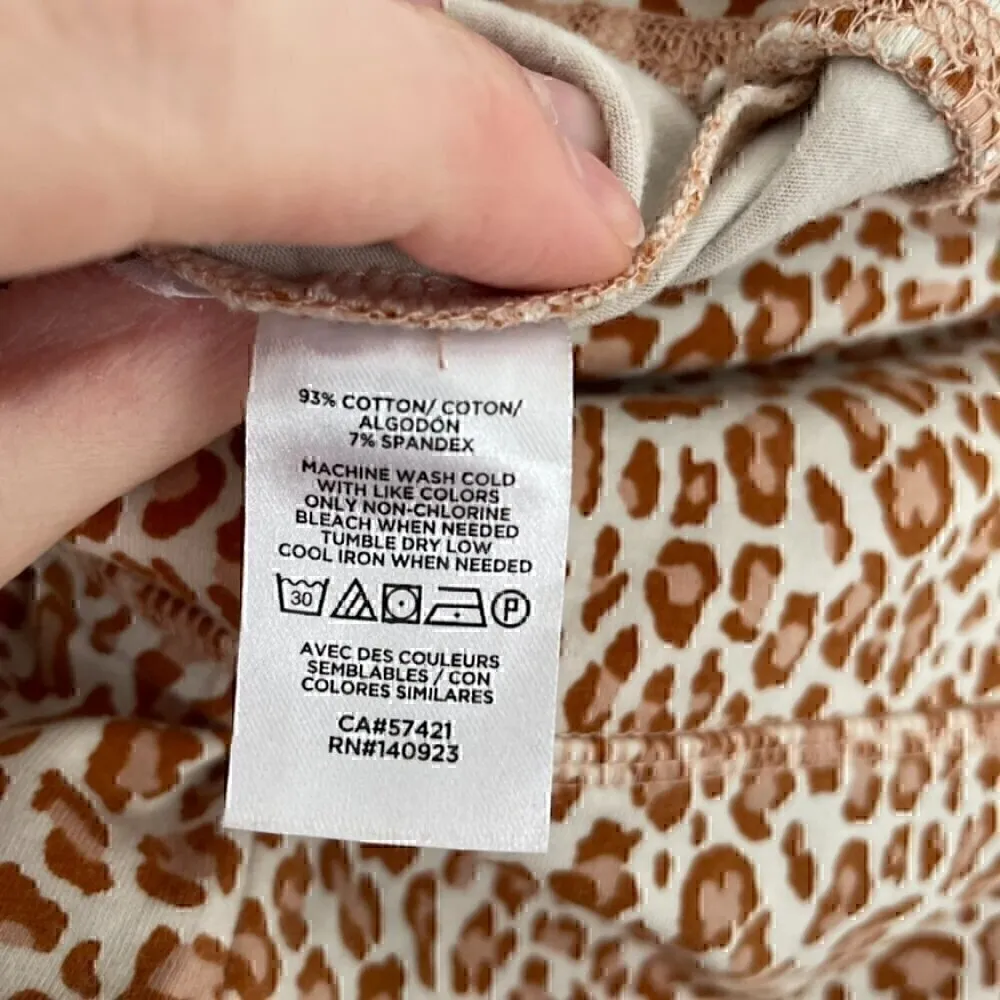 93% COTTON/ COTON/
ALGODÓN
7% SPANDEX
MACHINE WASH COLD
WITH LIKE COLORS
ONLY NON-CHLORINE
BLEACH WHEN NEEDED
TUMBLE DRY LOW
COOL IRON WHEN NEEDED
30 P
AVEC DES COULEURS
SEMBLABLES / CON
COLORES SIMILARES
CA#57421
RN#140923